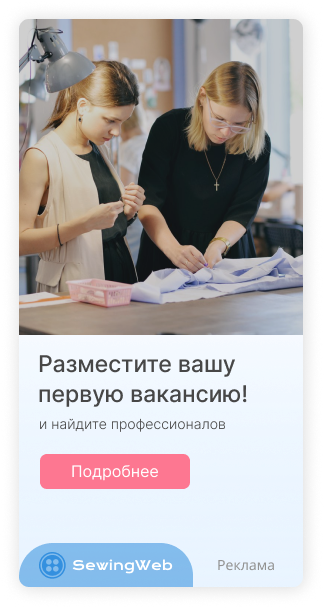 Разместите вашу
первую вакансию!
и найдите профессионалов
Подробнее
SewingWeb
Реклама